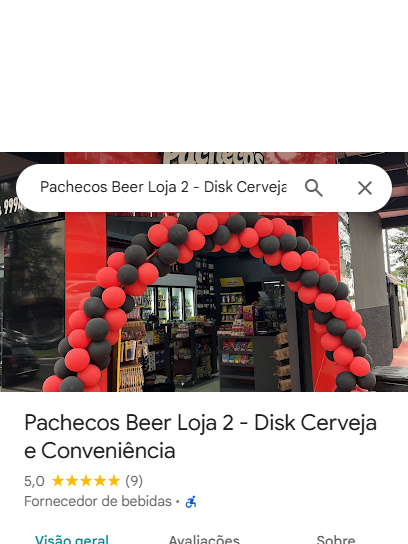 Pachecos
Pachecos Beer Loja 2 - Disk Cerveja
Pachecos Beer Loja 2 - Disk Cerveja
e Conveniência
5,0 (9)
Fornecedor de bebidas ·
Visão geral Avaliações Sobre